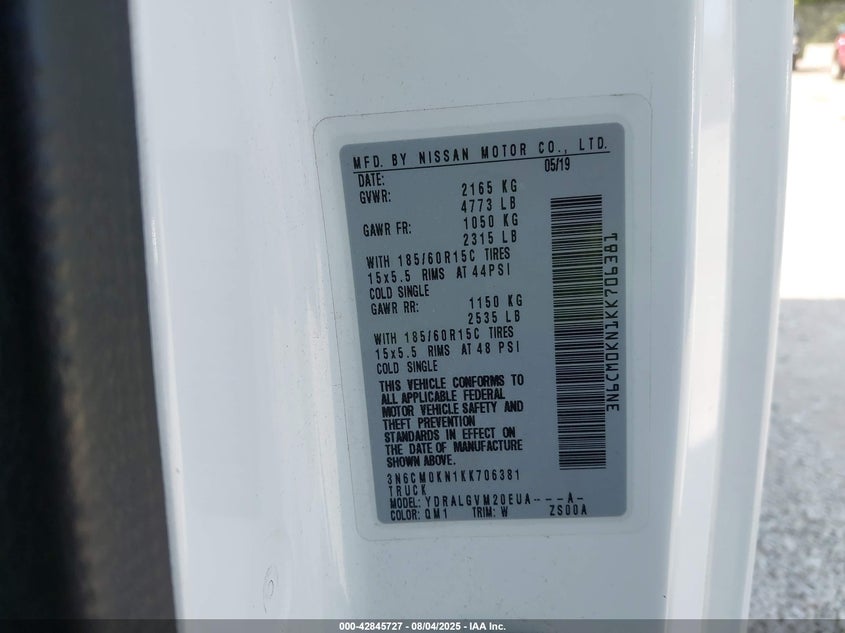 MFD. BY NISSAN MOTOR CO., LTD.
DATE: 05/19
GVWR: 2165 KG
4773 LB
GAWR FR: 1050 KG
2315 LB
WITH 185/60R15C TIRES
15x5.5 RIMS AT 44PSI
COLD SINGLE
GAWR RR: 1150 KG
2535 LB
WITH 185/60R15C TIRES
15x5.5 RIMS AT 48 PSI
COLD SINGLE
THIS VEHICLE CONFORMS TO
ALL APPLICABLE FEDERAL
MOTOR VEHICLE SAFETY AND
THEFT PREVENTION
STANDARDS IN EFFECT ON
THE DATE OF MANUFACTURE
SHOWN ABOVE.
3N6CM0KN1KK706381
TRUCK
MODEL: YDRALGVM20EUA---A-
COLOR: QM1 TRIM: W ZS00A
3N6CM0KN1KK706381
000-42845727 - 08/04/2025 - IAA Inc.